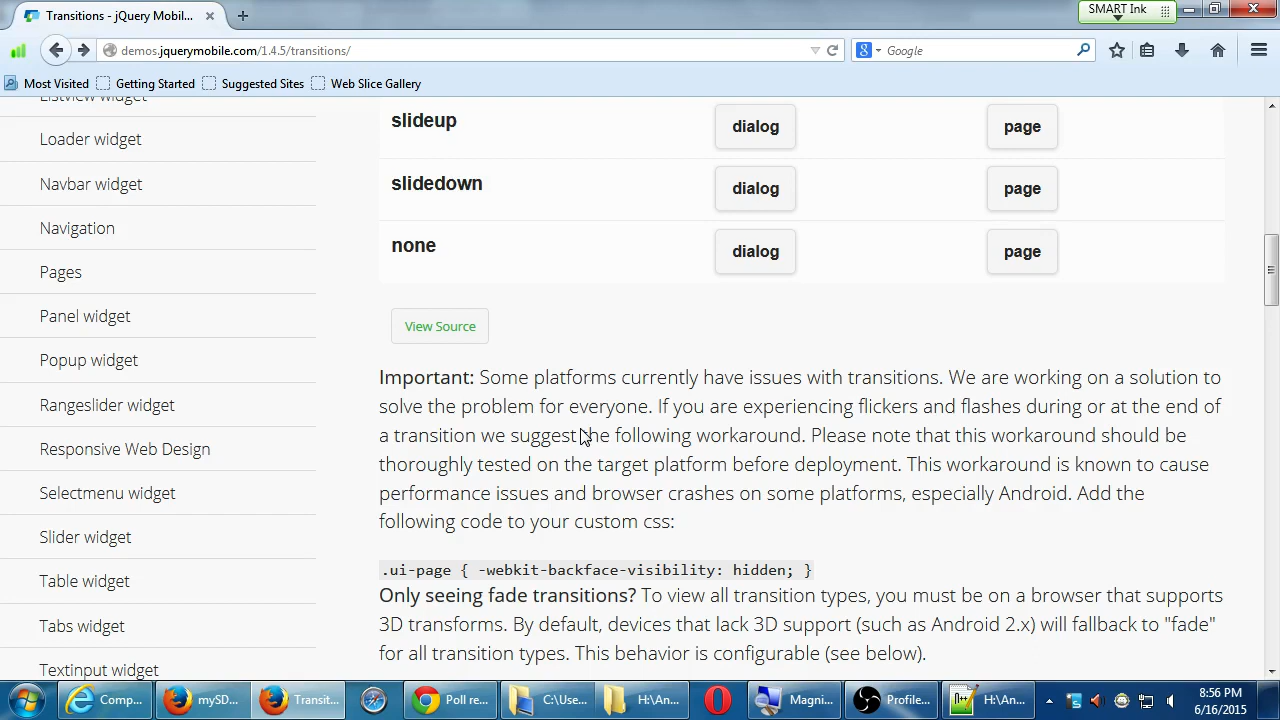 Transitions - jQuery Mobil...
SMART Ink
demos.jquerymobile.com/1.4.5/transitions/
Google
Most Visited
Getting Started
Suggested Sites
Web Slice Gallery
Listview widget
Loader widget
Navbar widget
Navigation
Pages
Panel widget
Popup widget
Rangeslider widget
Responsive Web Design
Selectmenu widget
Slider widget
Table widget
Tabs widget
Textinput widget
slideup dialog page
slidedown dialog page
none dialog page
View Source
Important: Some platforms currently have issues with transitions. We are working on a solution to
solve the problem for everyone. If you are experiencing flickers and flashes during or at the end of
a transition we suggest the following workaround. Please note that this workaround should be
thoroughly tested on the target platform before deployment. This workaround is known to cause
performance issues and browser crashes on some platforms, especially Android. Add the
following code to your custom css:
.ui-page { -webkit-backface-visibility: hidden; }
Only seeing fade transitions? To view all transition types, you must be on a browser that supports
3D transforms. By default, devices that lack 3D support (such as Android 2.x) will fallback to "fade"
for all transition types. This behavior is configurable (see below).
Comp...
mySD...
Transit...
Poll re...
C:\Use...
H:\An...
Magni...
Profile...
H:\An...
8:56 PM
6/16/2015